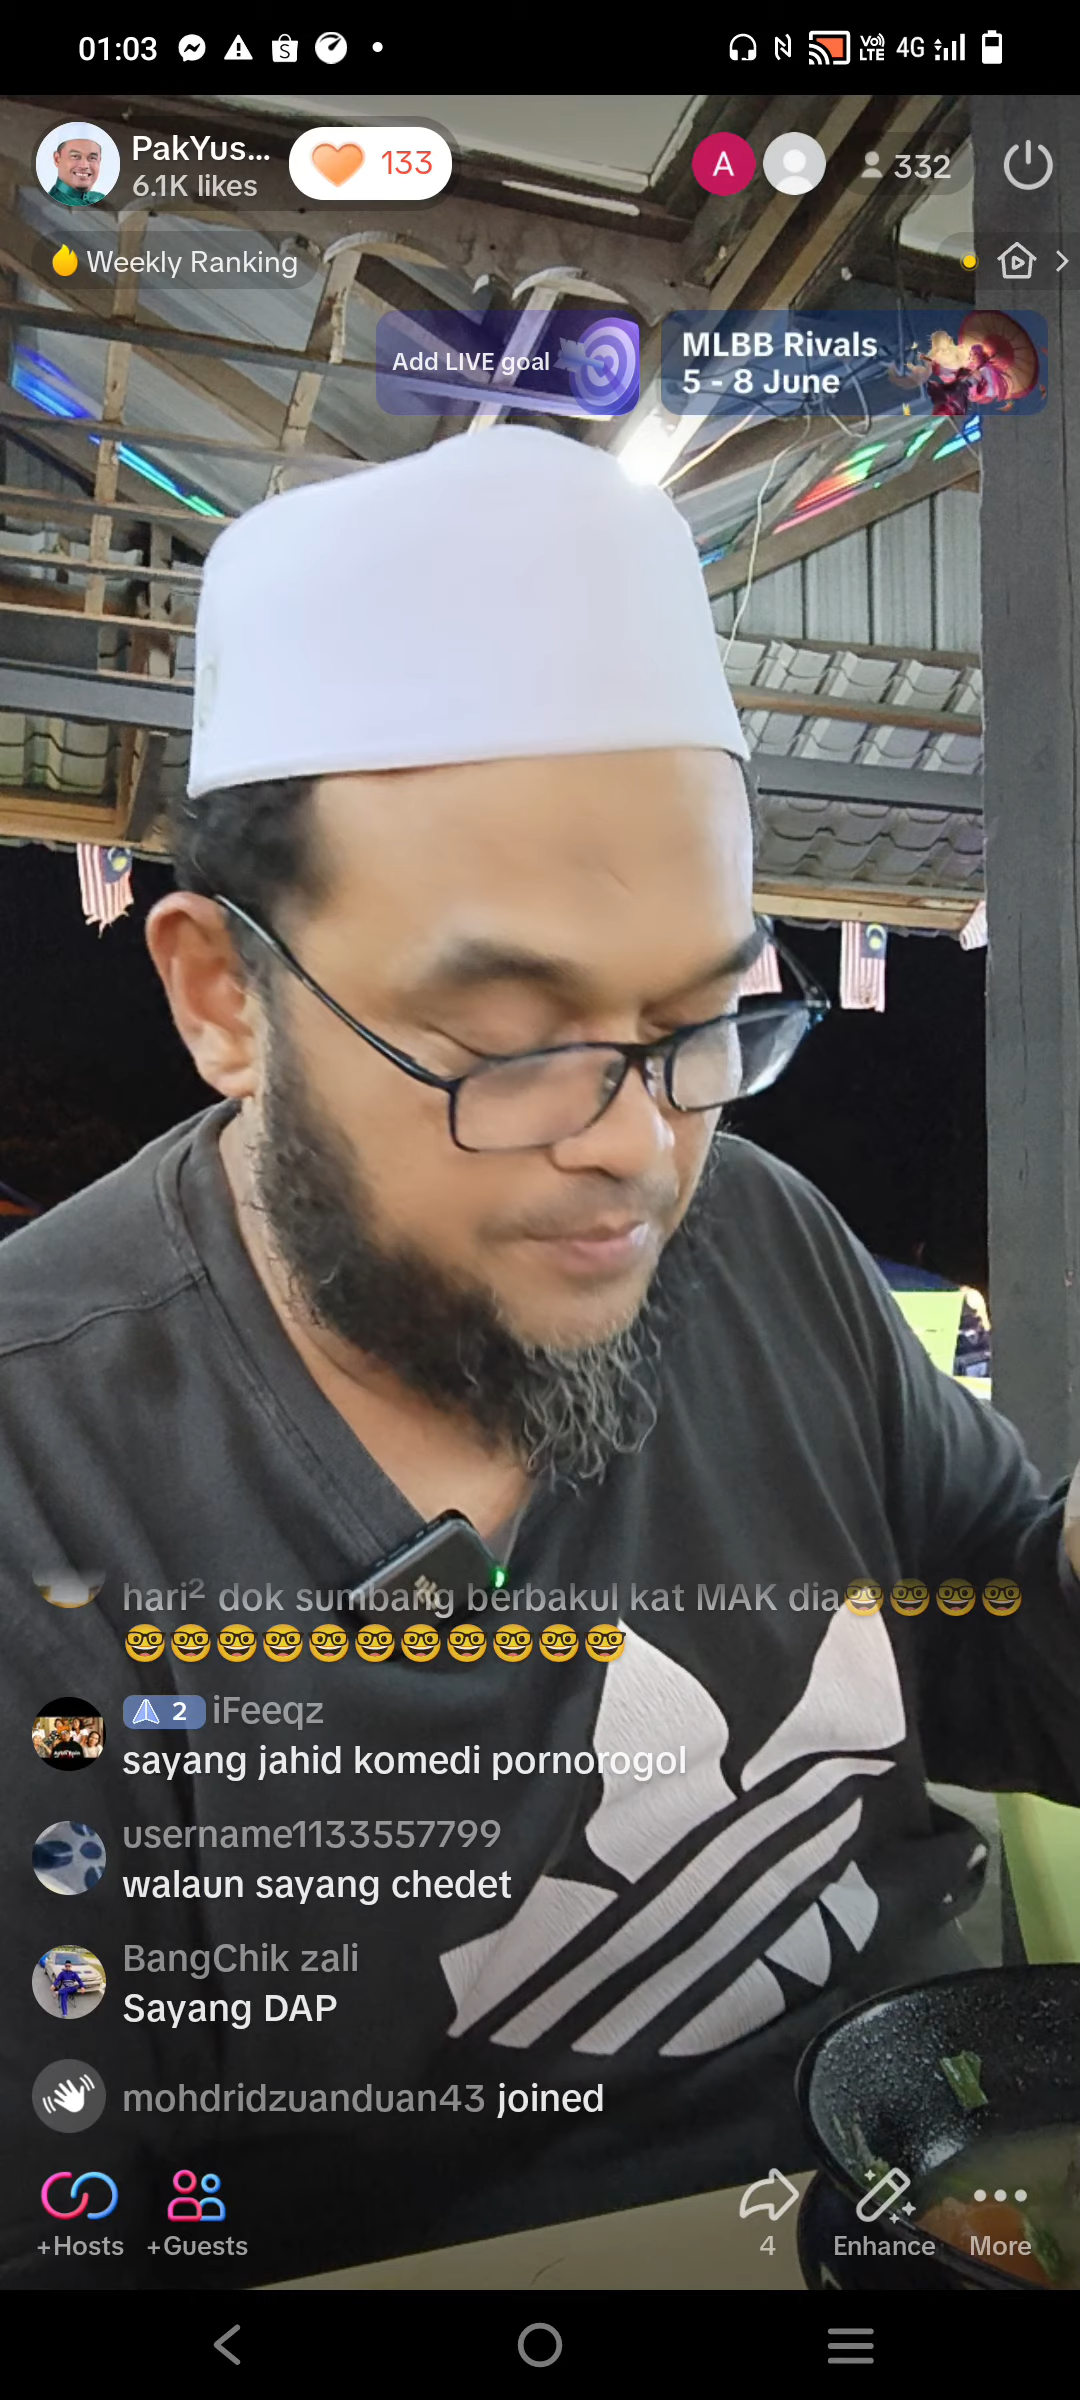 01:03
VoLTE 4G
PakYus...
6.1K likes
133
A
332
Weekly Ranking
Add LIVE goal
MLBB Rivals
5 - 8 June
hari² dok sumbang berbakul kat MAK dia🤓🤓🤓🤓
🤓🤓🤓🤓🤓🤓🤓🤓🤓🤓🤓
2 iFeeqz
sayang jahid komedi pornorogol
username1133557799
walaun sayang chedet
BangChik zali
Sayang DAP
mohdridzuanduan43 joined
+Hosts
+Guests
4
Enhance
More